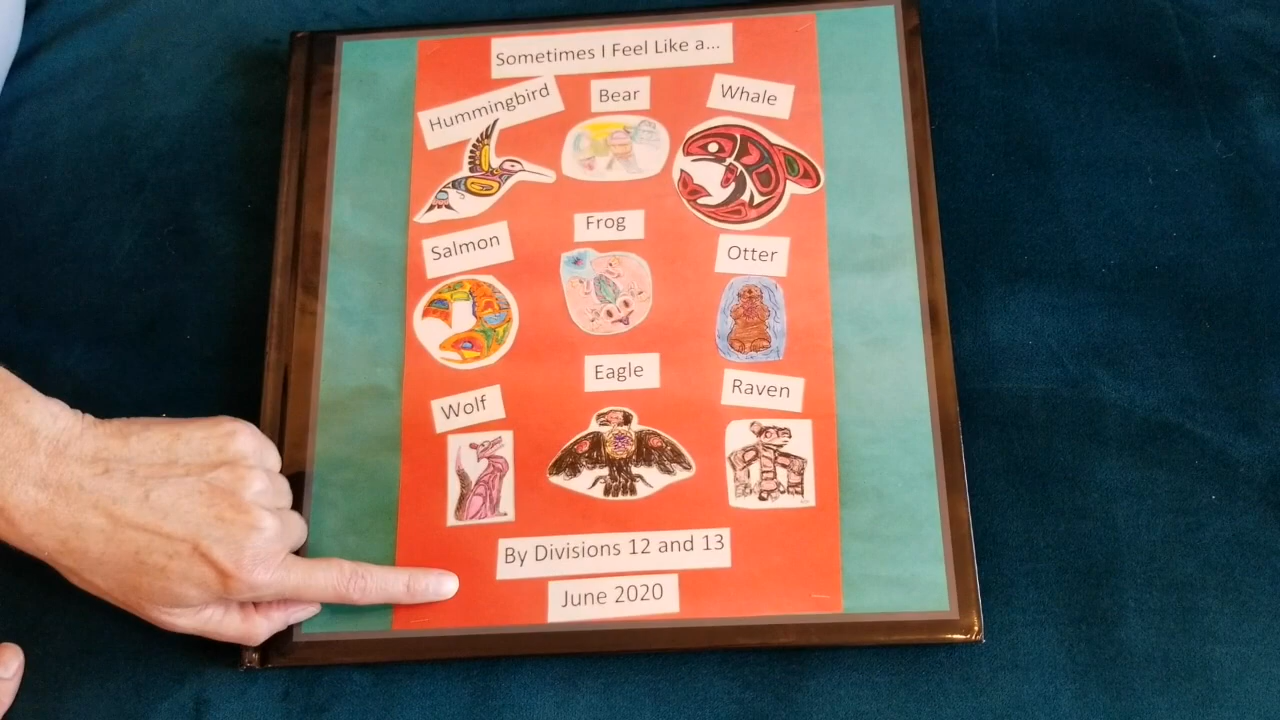 Sometimes I Feel Like a...
Hummingbird
Bear
Whale
Salmon
Frog
Otter
Wolf
Eagle
Raven
By Divisions 12 and 13
June 2020